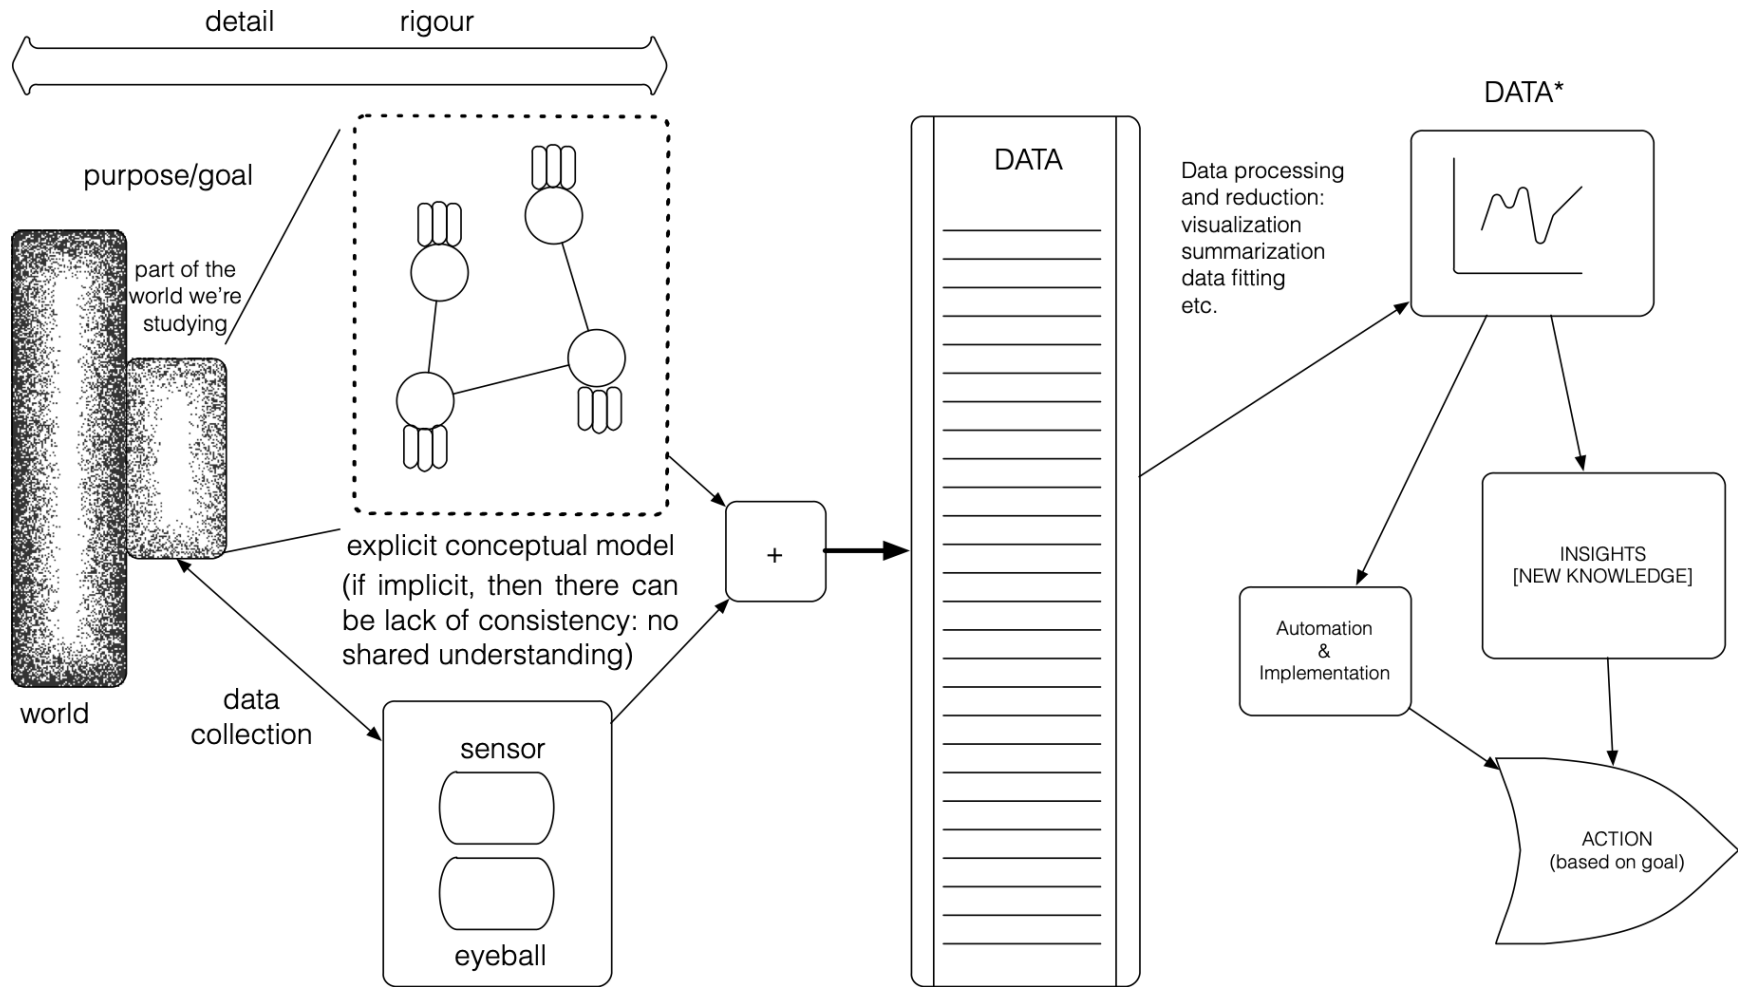 detail rigour
purpose/goal
part of the
world we're
studying
world
explicit conceptual model
(if implicit, then there can
be lack of consistency: no
shared understanding)
data
collection
sensor
eyeball
+
DATA
Data processing
and reduction:
visualization
summarization
data fitting
etc.
DATA*
Automation
&
Implementation
INSIGHTS
[NEW KNOWLEDGE]
ACTION
(based on goal)